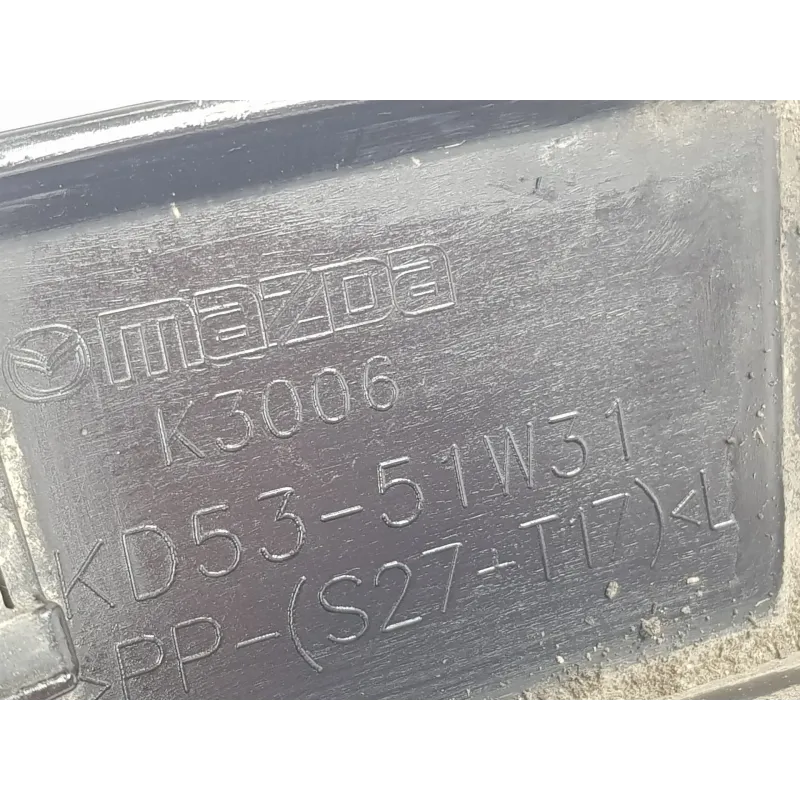 mazda
K3006
KD53-51W31
>PP-(S27+T17)<L